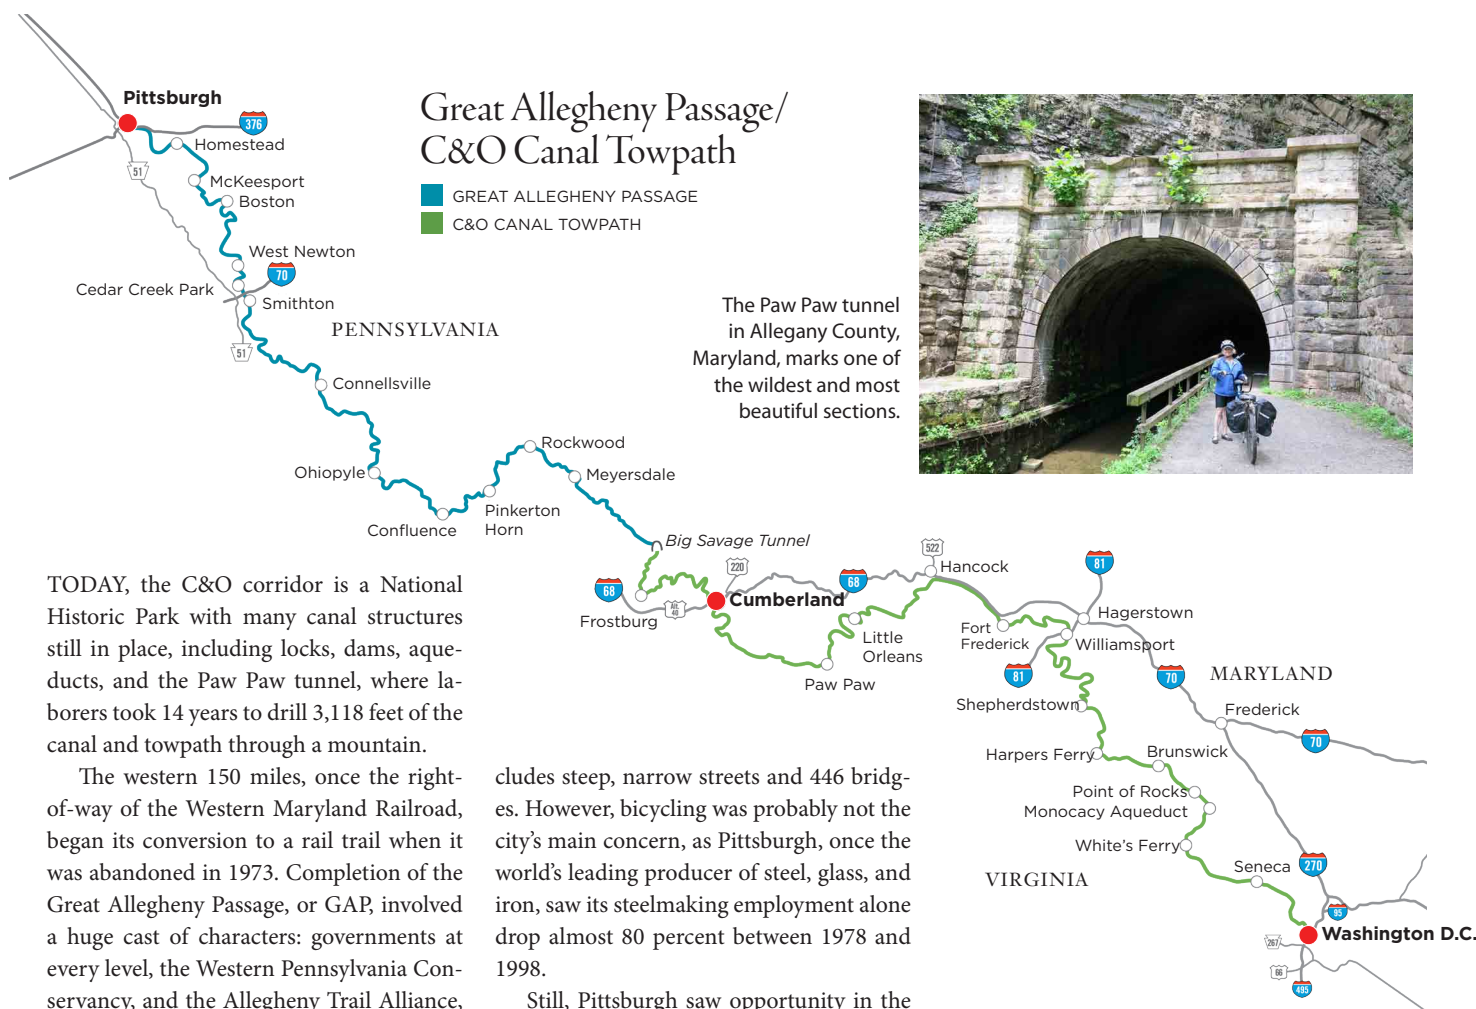 Pittsburgh
376
Homestead
51
McKeesport
Boston
West Newton
70
Cedar Creek Park
Smithton
51
PENNSYLVANIA
Connellsville
Rockwood
Ohiopyle
Meyersdale
Pinkerton
Horn
Confluence
Great Allegheny Passage/
C&O Canal Towpath
GREAT ALLEGHENY PASSAGE
C&O CANAL TOWPATH
The Paw Paw tunnel
in Allegany County,
Maryland, marks one of
the wildest and most
beautiful sections.
Big Savage Tunnel
522
220
Hancock
81
68
68
Alt.
40
Cumberland
Frostburg
Hagerstown
Fort
Frederick
Little
Orleans
Williamsport
Paw Paw
81
70
MARYLAND
Shepherdstown
Frederick
70
Harpers Ferry
Brunswick
Point of Rocks
Monocacy Aqueduct
White's Ferry
270
Seneca
VIRGINIA
95
Washington D.C.
267
66
495
TODAY, the C&O corridor is a National
Historic Park with many canal structures
still in place, including locks, dams, aque-
ducts, and the Paw Paw tunnel, where la-
borers took 14 years to drill 3,118 feet of the
canal and towpath through a mountain.
The western 150 miles, once the right-
of-way of the Western Maryland Railroad,
began its conversion to a rail trail when it
was abandoned in 1973. Completion of the
Great Allegheny Passage, or GAP, involved
a huge cast of characters: governments at
every level, the Western Pennsylvania Con-
servancy, and the Allegheny Trail Alliance,
cludes steep, narrow streets and 446 bridg-
es. However, bicycling was probably not the
city's main concern, as Pittsburgh, once the
world's leading producer of steel, glass, and
iron, saw its steelmaking employment alone
drop almost 80 percent between 1978 and
1998.
Still, Pittsburgh saw opportunity in the